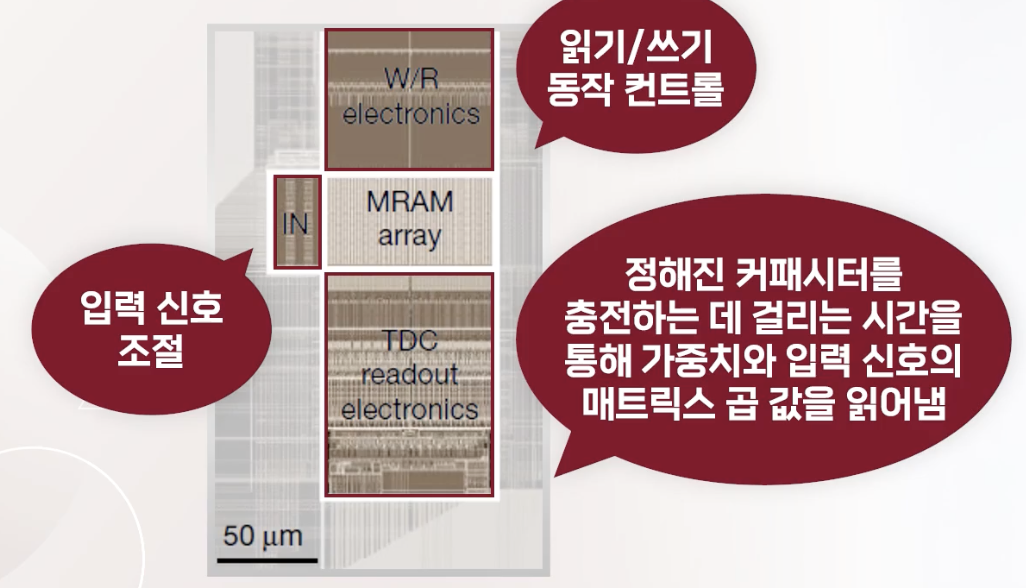 읽기/쓰기
동작 컨트롤
W/R
electronics
IN
MRAM
array
입력 신호
조절
TDC
readout
electronics
정해진 커패시터를
충전하는 데 걸리는 시간을
통해 가중치와 입력 신호의
매트릭스 곱 값을 읽어냄
50 μm